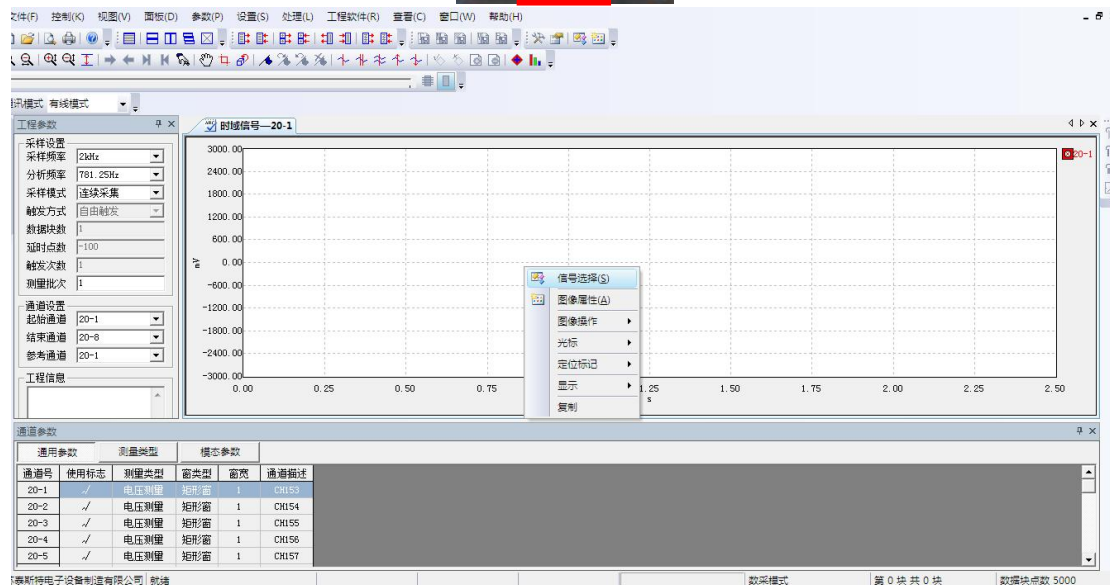 文件(F) 控制(K) 视图(V) 面板(D) 参数(P) 设置(S) 处理(L) 工程软件(R) 查看(C) 窗口(W) 帮助(H)
讯模式 有线模式
工程参数
时域信号—20-1
采样设置
采样频率 2kHz
分析频率 781.25Hz
采样模式 连续采集
触发方式 自由触发
数据块数 1
延时点数 -100
触发次数 1
测量批次 1
通道设置
起始通道 20-1
结束通道 20-8
参考通道 20-1
工程信息
3000.00
2400.00
1800.00
1200.00
600.00
0.00
-600.00
-1200.00
-1800.00
-2400.00
-3000.00
mV
0.00 0.25 0.50 0.75 1.25 1.50 1.75 2.00 2.25 2.50
s
20-1
信号选择(S)
图像属性(A)
图像操作
光标
定位标记
显示
复制
通道参数
通用参数 测量类型 模态参数
通道号 使用标志 测量类型 窗类型 窗宽 通道描述
20-1 √ 电压测量 矩形窗 1 CH153
20-2 √ 电压测量 矩形窗 1 CH154
20-3 √ 电压测量 矩形窗 1 CH155
20-4 √ 电压测量 矩形窗 1 CH156
20-5 √ 电压测量 矩形窗 1 CH157
泰斯特电子设备制造有限公司 就绪 数采模式 第 0 块 共 0 块 数据块点数 5000